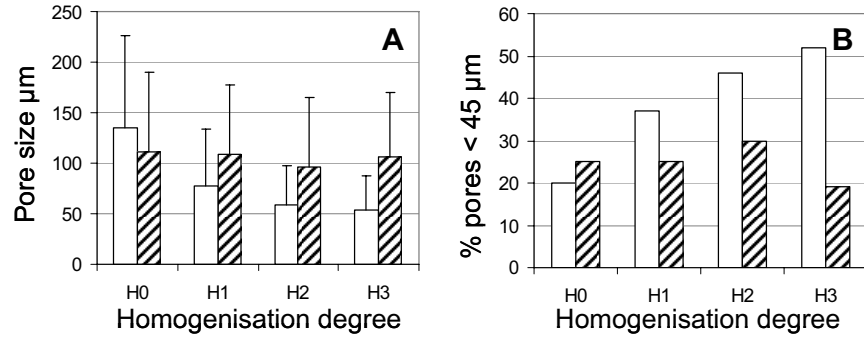 A
Pore size µm
250
200
150
100
50
0
H0 H1 H2 H3
Homogenisation degree
B
% pores < 45 µm
60
50
40
30
20
10
0
H0 H1 H2 H3
Homogenisation degree